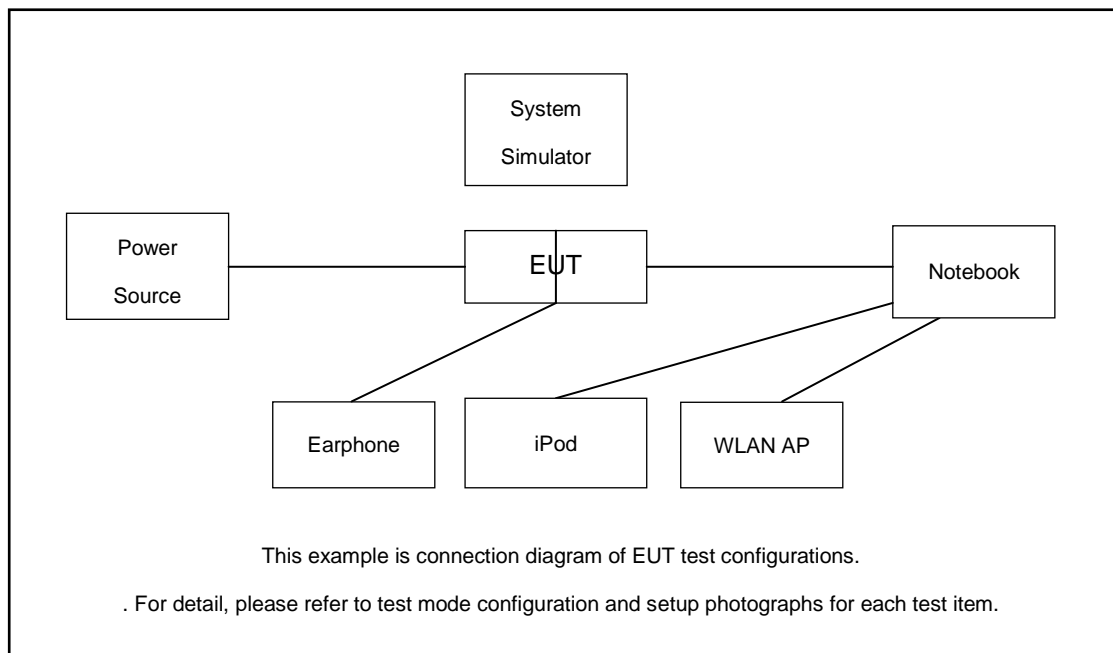 System
Simulator
Power
Source
EUT
Notebook
Earphone
iPod
WLAN AP
This example is connection diagram of EUT test configurations.
. For detail, please refer to test mode configuration and setup photographs for each test item.